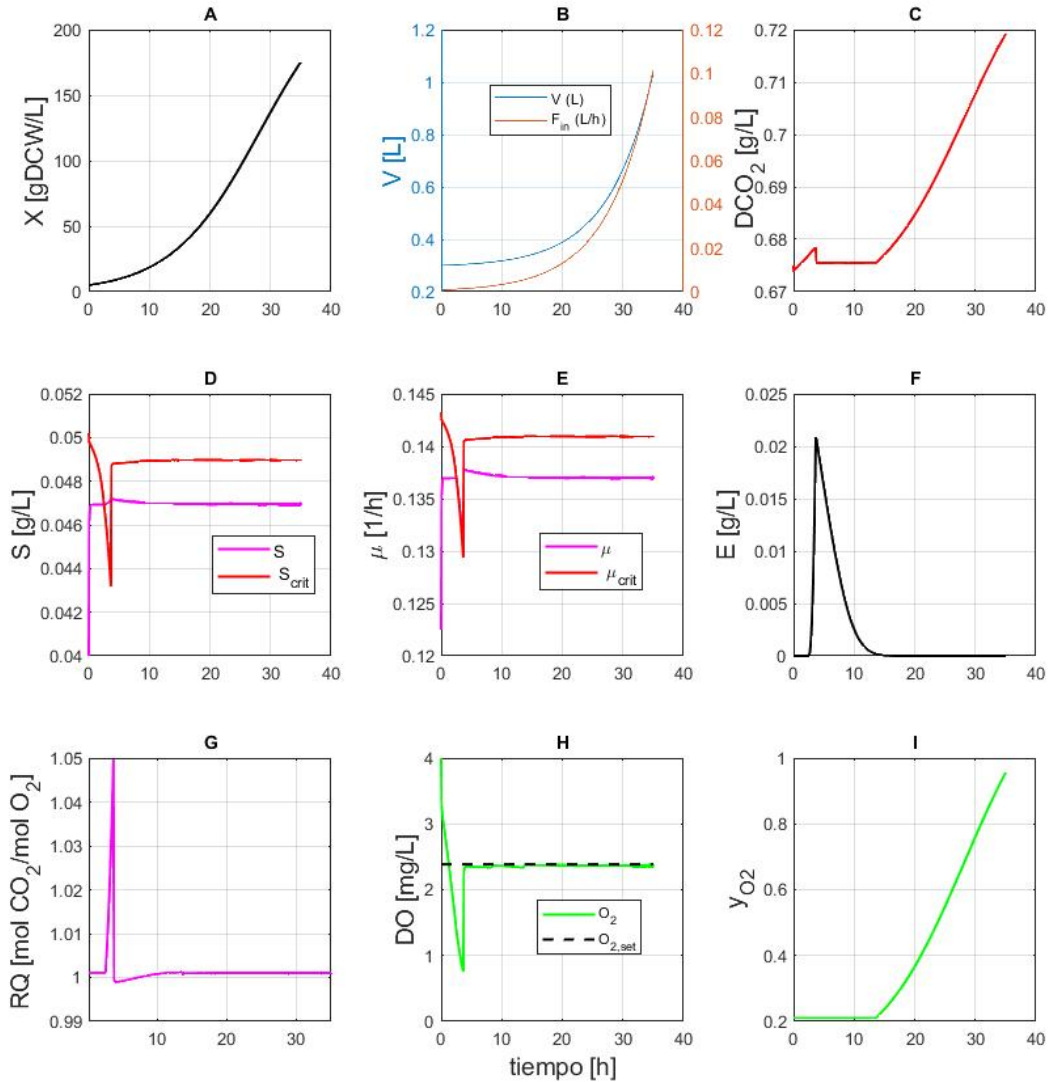 A
X [gDCW/L]
200
150
100
50
0
0 10 20 30 40
B
V [L]
1.2
1
0.8
0.6
0.4
0.2
V (L)
F_in (L/h)
0.12
0.1
0.08
0.06
0.04
0.02
0
0 10 20 30 40
C
DCO₂ [g/L]
0.72
0.71
0.7
0.69
0.68
0.67
0 10 20 30 40
D
S [g/L]
0.052
0.05
0.048
0.046
0.044
0.042
0.04
S
S_crit
0 10 20 30 40
E
μ [1/h]
0.145
0.14
0.135
0.13
0.125
0.12
μ
μ_crit
0 10 20 30 40
F
E [g/L]
0.03
0.025
0.02
0.015
0.01
0.005
0
0 10 20 30 40
G
RQ [mol CO₂/mol O₂]
1.05
1.04
1.03
1.02
1.01
1
0.99
10 20 30
H
DO [mg/L]
4
3
2
1
0
O₂
O₂,set
0 10 20 30 40
tiempo [h]
I
y_O2
1
0.8
0.6
0.4
0.2
0 10 20 30 40